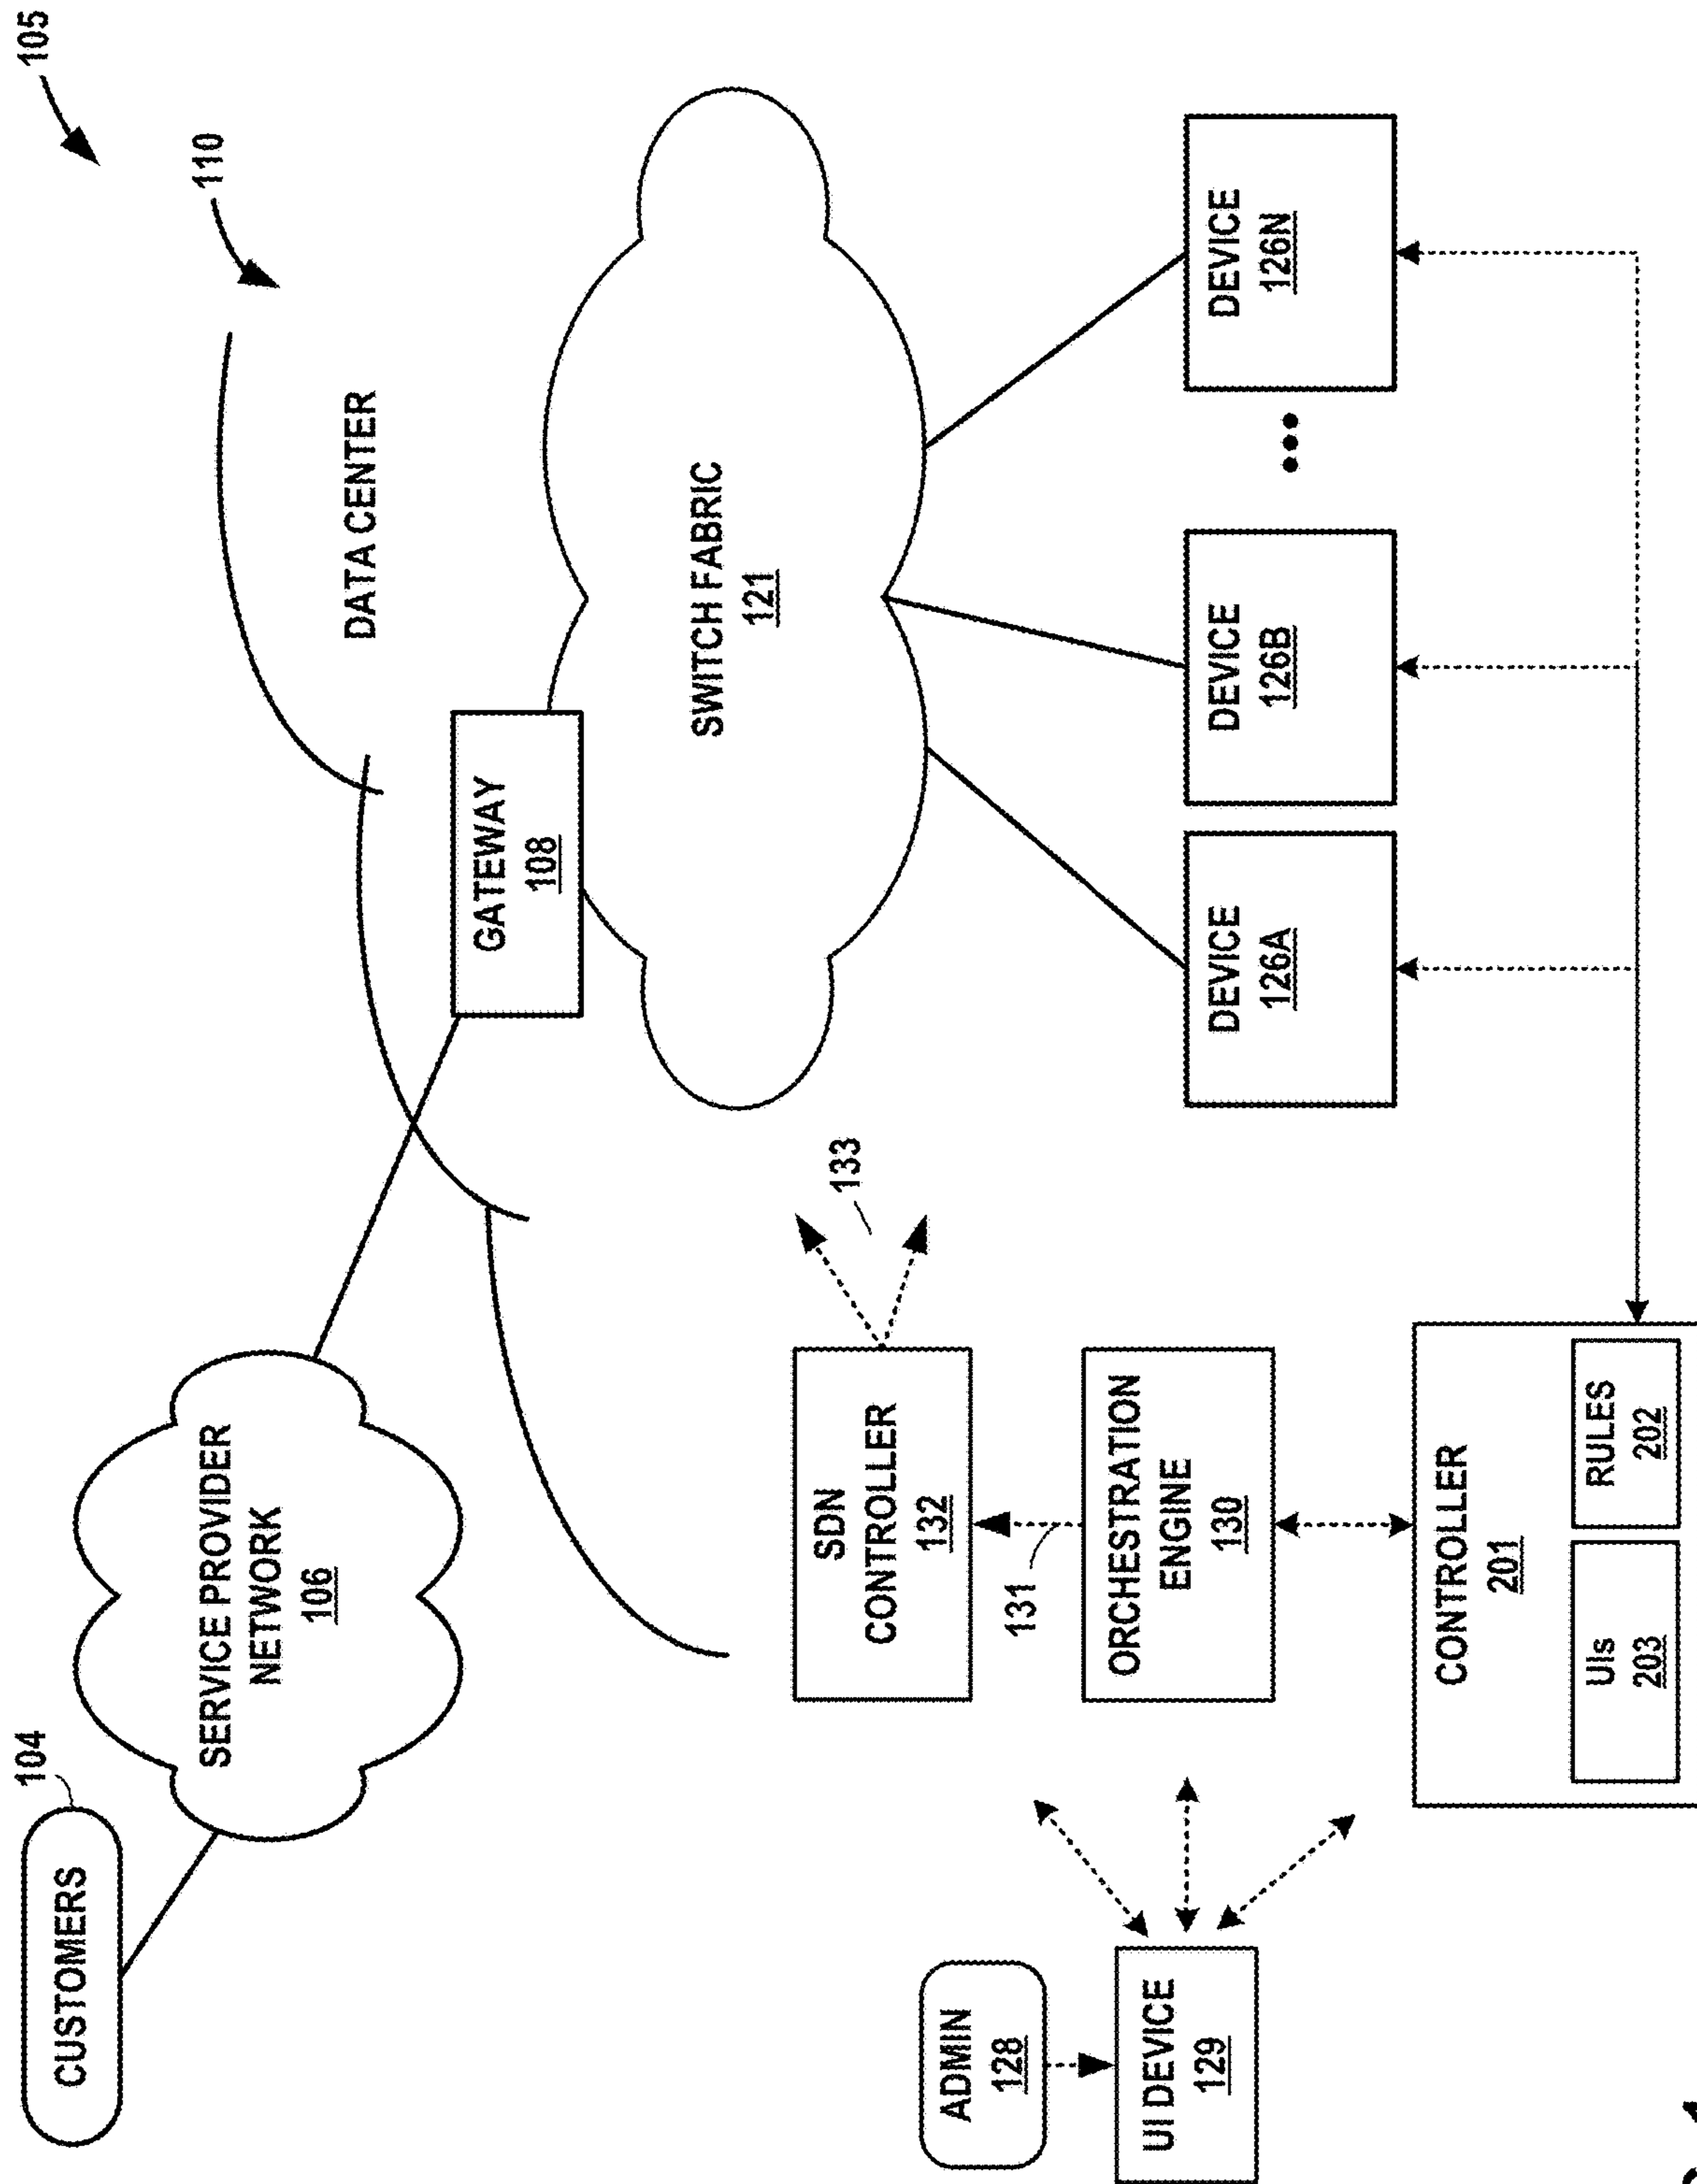 105
104
CUSTOMERS
110
SERVICE PROVIDER
NETWORK
106
DATA CENTER
GATEWAY
108
SWITCH FABRIC
121
133
SDN
CONTROLLER
132
131
ADMIN
128
UI DEVICE
129
ORCHESTRATION
ENGINE
130
DEVICE
126A
DEVICE
126B
DEVICE
126N
CONTROLLER
201
UIs
203
RULES
202